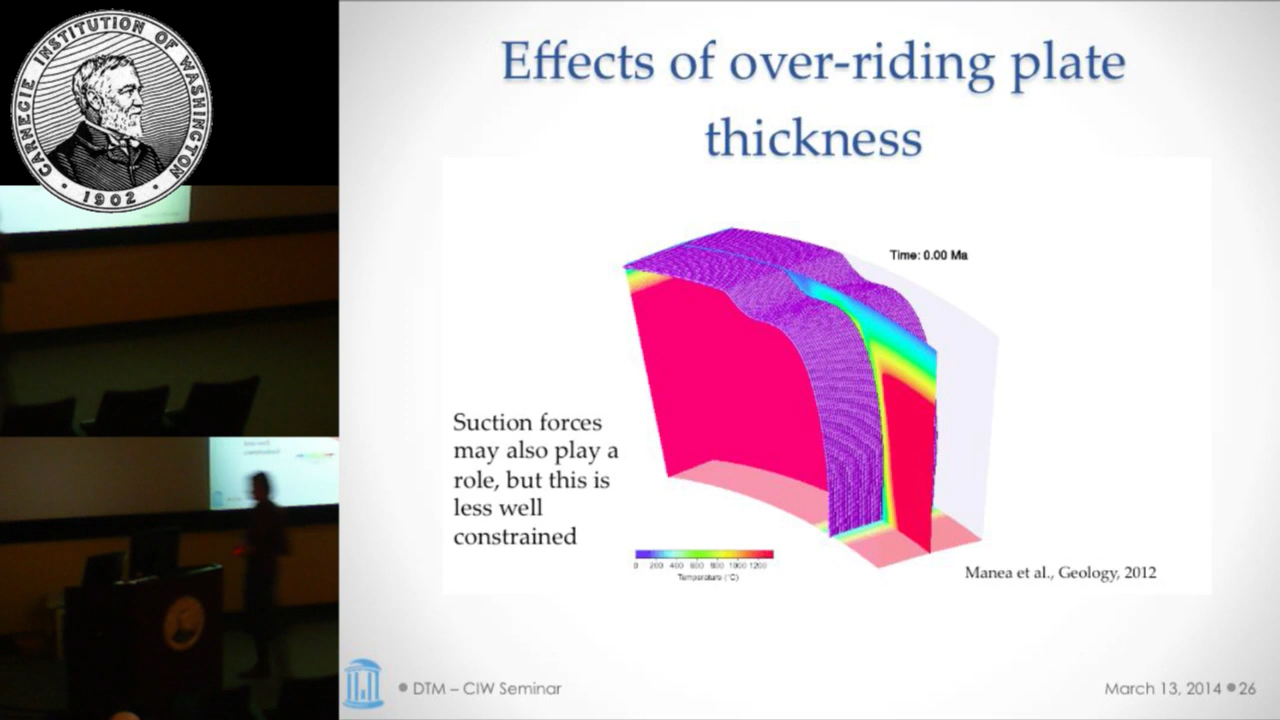 CARNEGIE INSTITUTION OF WASHINGTON
1902
Effects of over-riding plate
thickness
Time: 0.00 Ma
Suction forces
may also play a
role, but this is
less well
constrained
0 200 400 600 800 1000 1200
Temperature (°C)
Manea et al., Geology, 2012
DTM – CIW Seminar
March 13, 2014 • 26